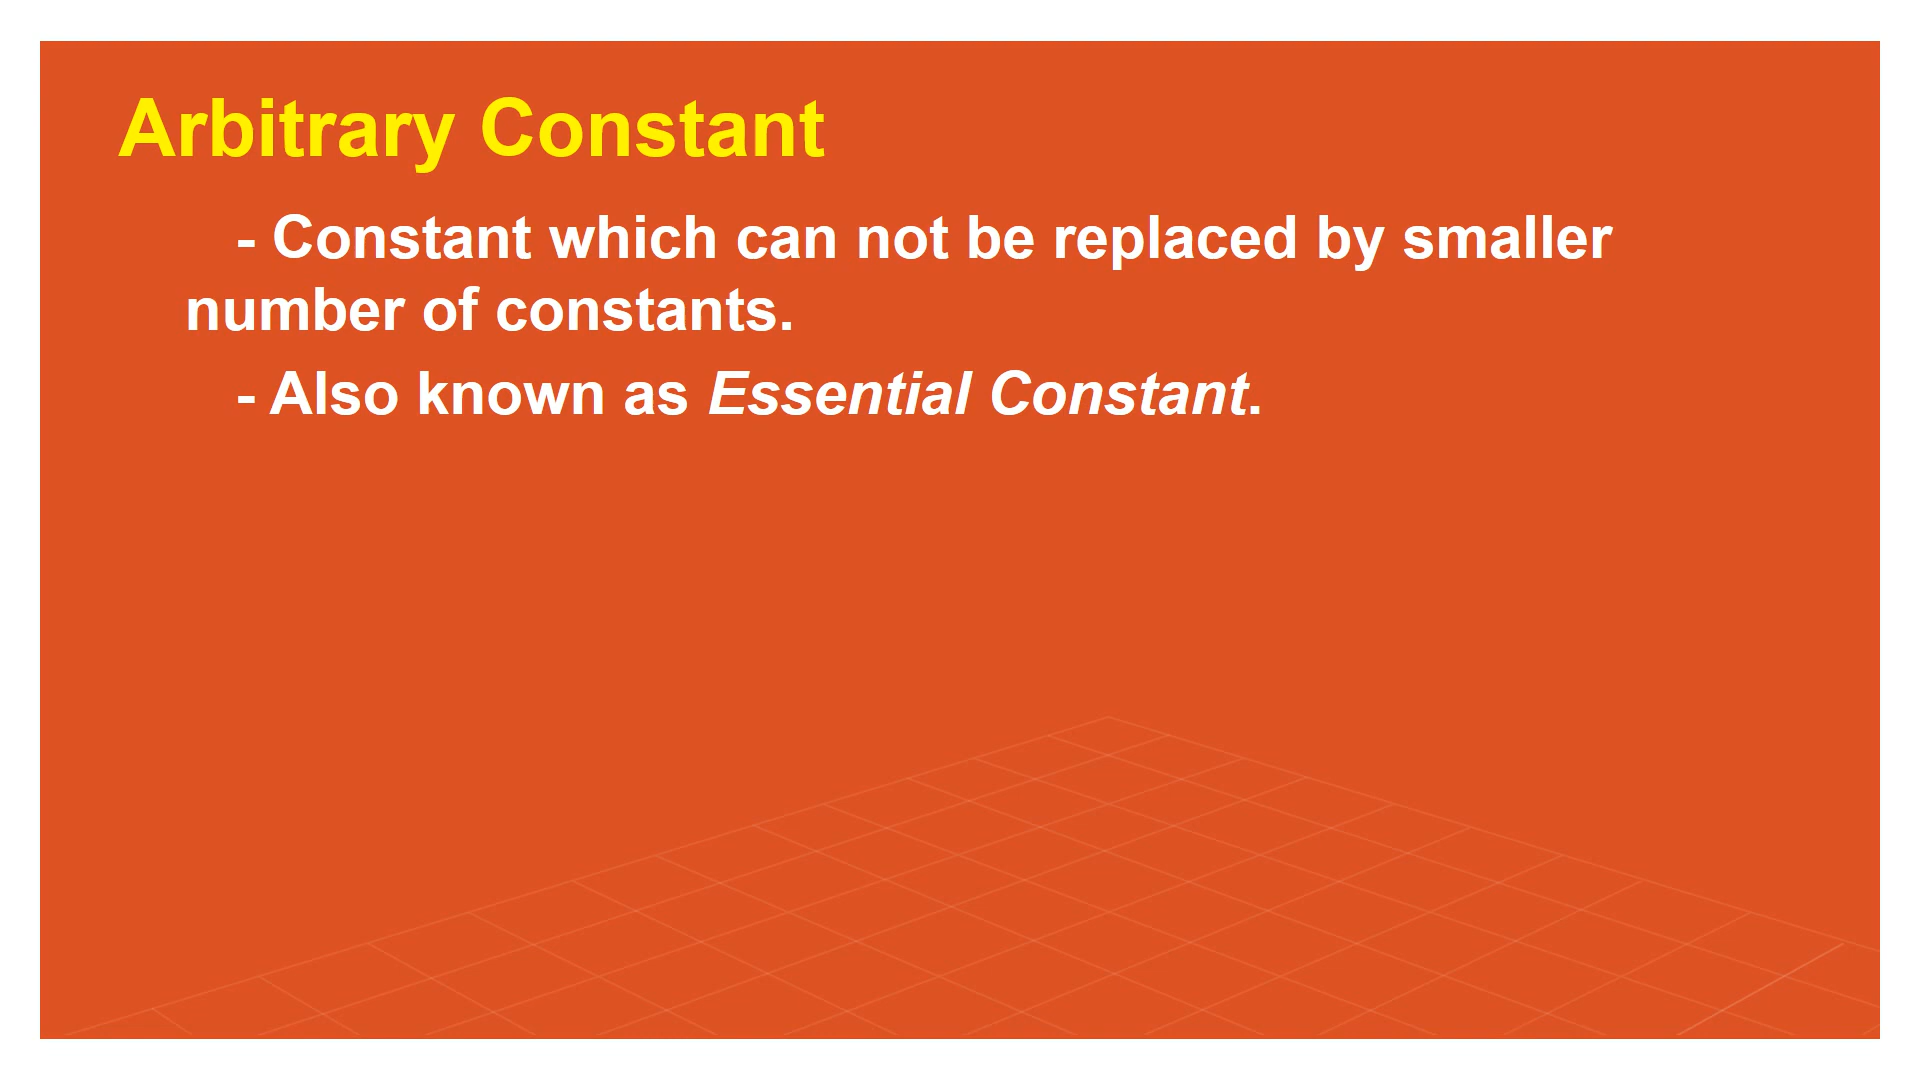 Arbitrary Constant
- Constant which can not be replaced by smaller
number of constants.
- Also known as Essential Constant.